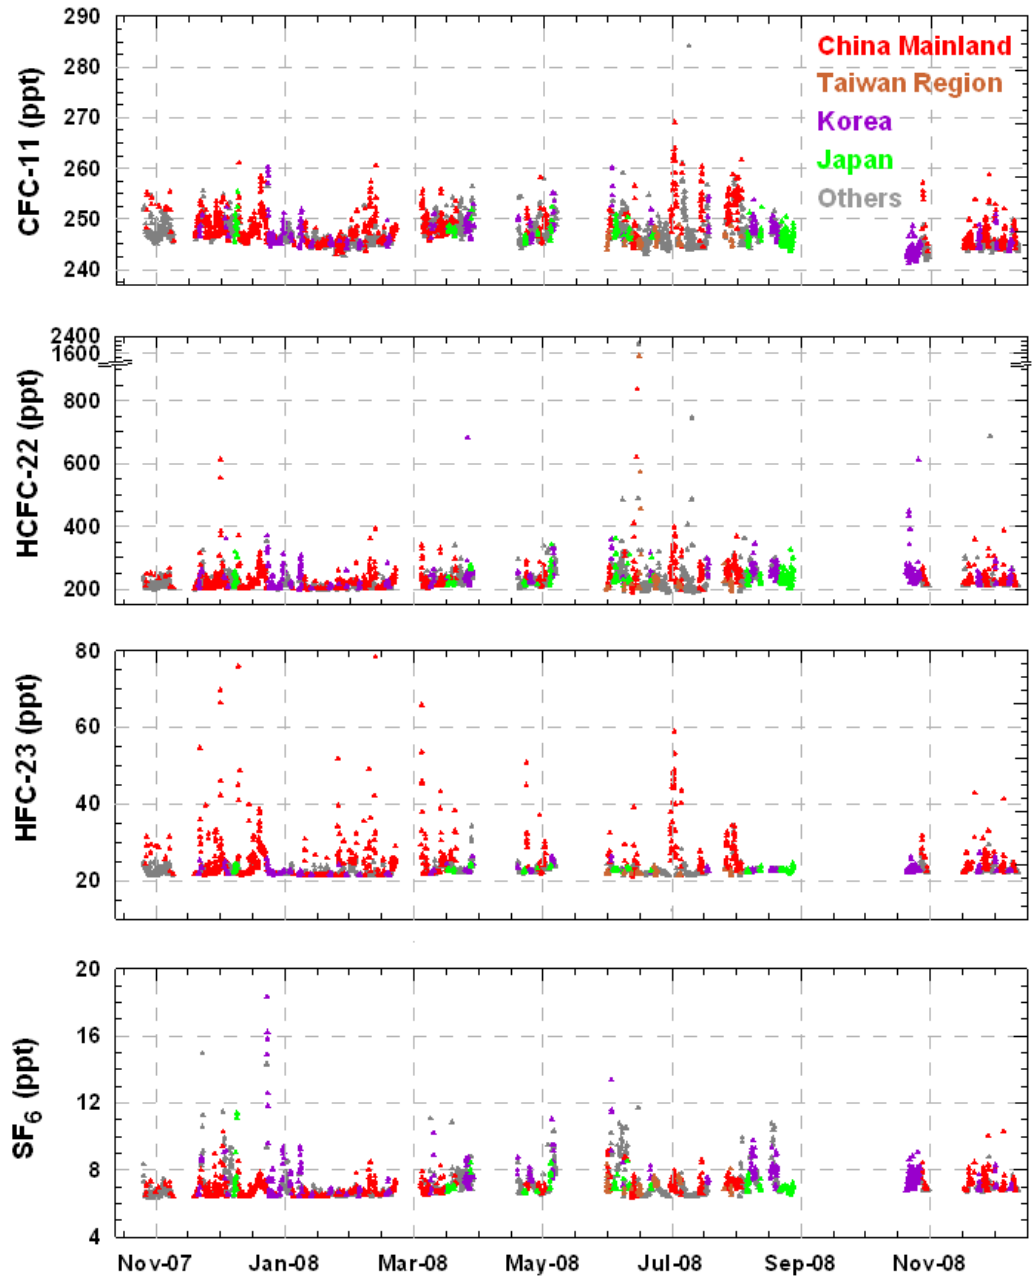 290
280
270
260
250
240
CFC-11 (ppt)
China Mainland
Taiwan Region
Korea
Japan
Others
2400
1600
800
600
400
200
HCFC-22 (ppt)
80
60
40
20
HFC-23 (ppt)
20
16
12
8
4
SF6 (ppt)
Nov-07 Jan-08 Mar-08 May-08 Jul-08 Sep-08 Nov-08